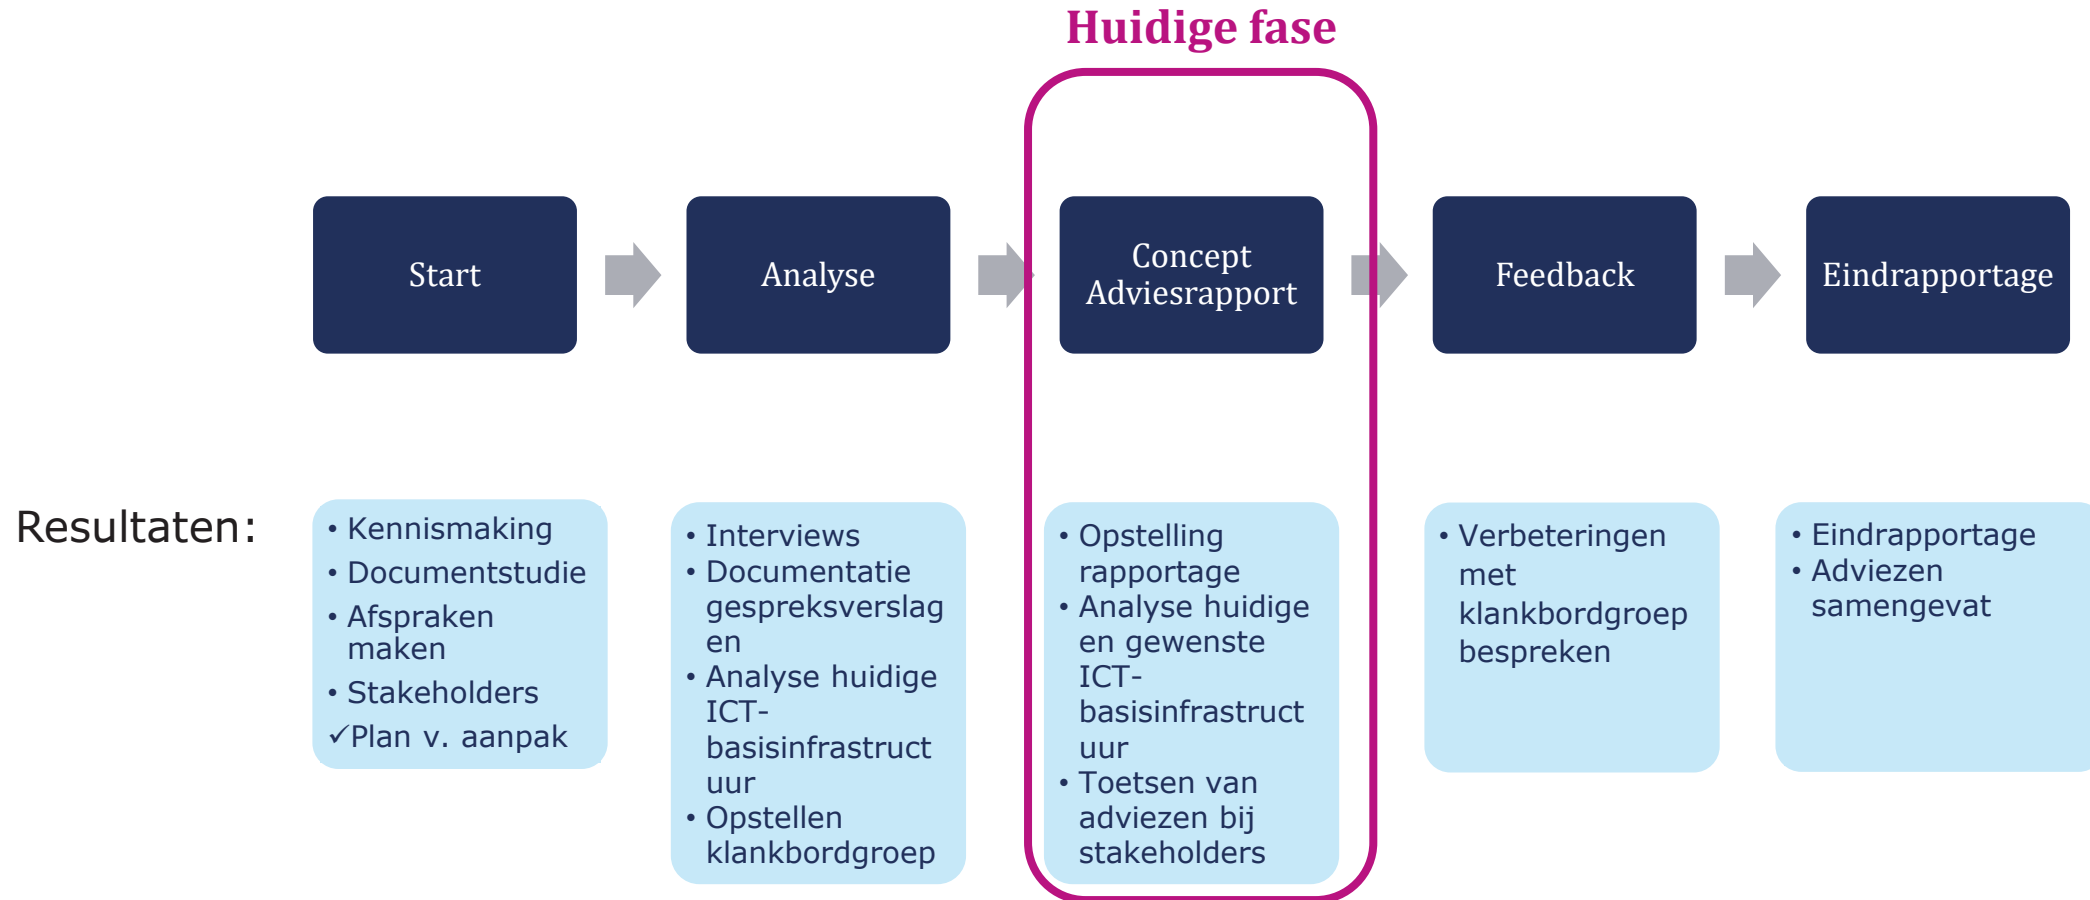 Huidige fase
Start
Analyse
Concept
Adviesrapport
Feedback
Eindrapportage
Resultaten:
• Kennismaking
• Documentstudie
• Afspraken
maken
• Stakeholders
✓Plan v. aanpak
• Interviews
• Documentatie
gespreksverslag
en
• Analyse huidige
ICT-
basisinfrastruct
uur
• Opstellen
klankbordgroep
• Opstelling
rapportage
• Analyse huidige
en gewenste
ICT-
basisinfrastruct
uur
• Toetsen van
adviezen bij
stakeholders
• Verbeteringen
met
klankbordgroep
bespreken
• Eindrapportage
• Adviezen
samengevat